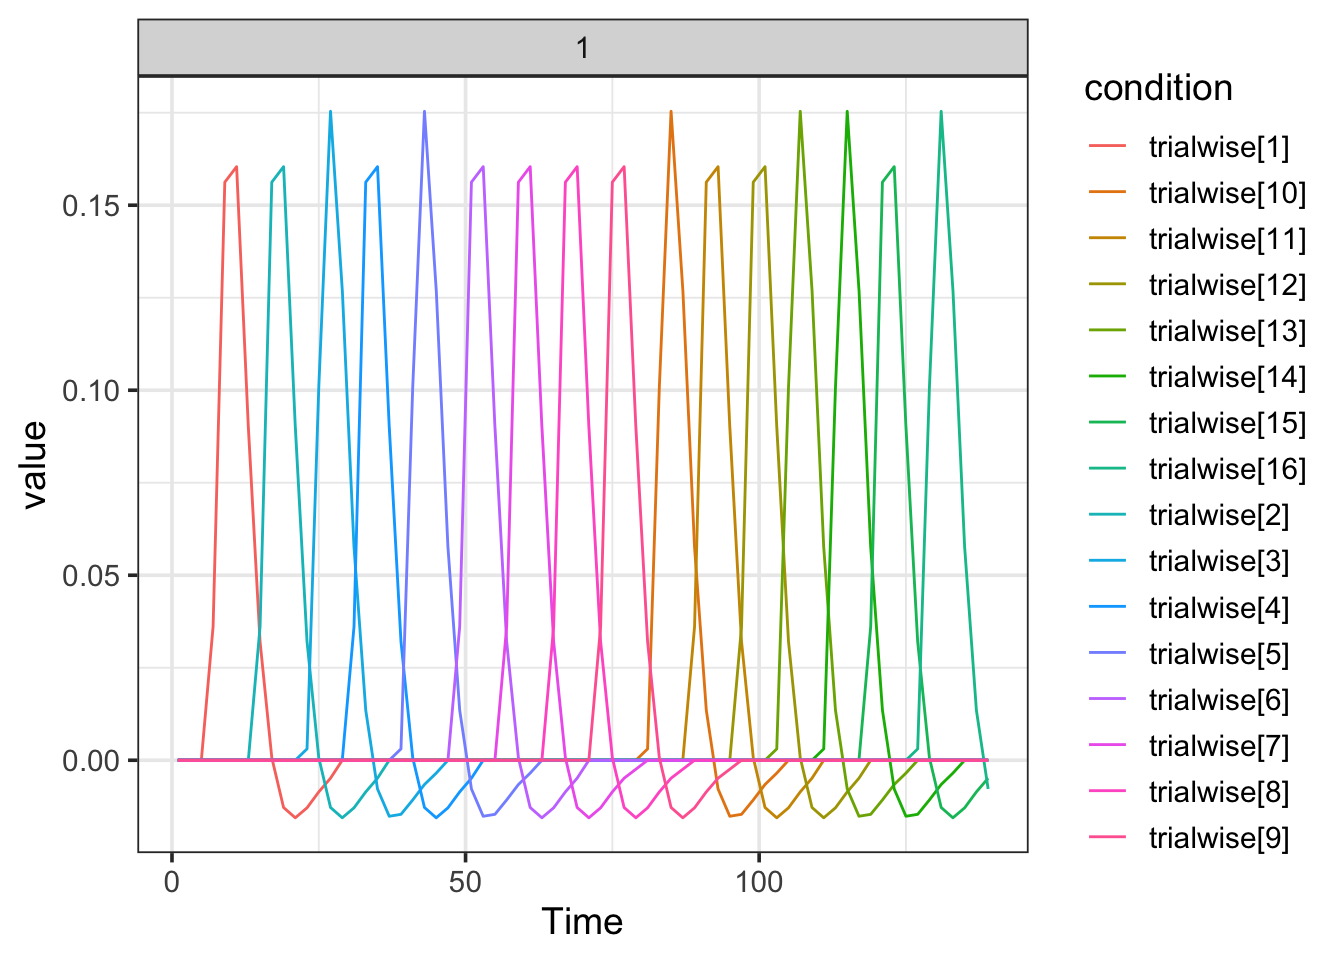 1
condition
trialwise[1]
trialwise[10]
trialwise[11]
trialwise[12]
trialwise[13]
trialwise[14]
trialwise[15]
trialwise[16]
trialwise[2]
trialwise[3]
trialwise[4]
trialwise[5]
trialwise[6]
trialwise[7]
trialwise[8]
trialwise[9]
value
0.15
0.10
0.05
0.00
0
50
100
Time